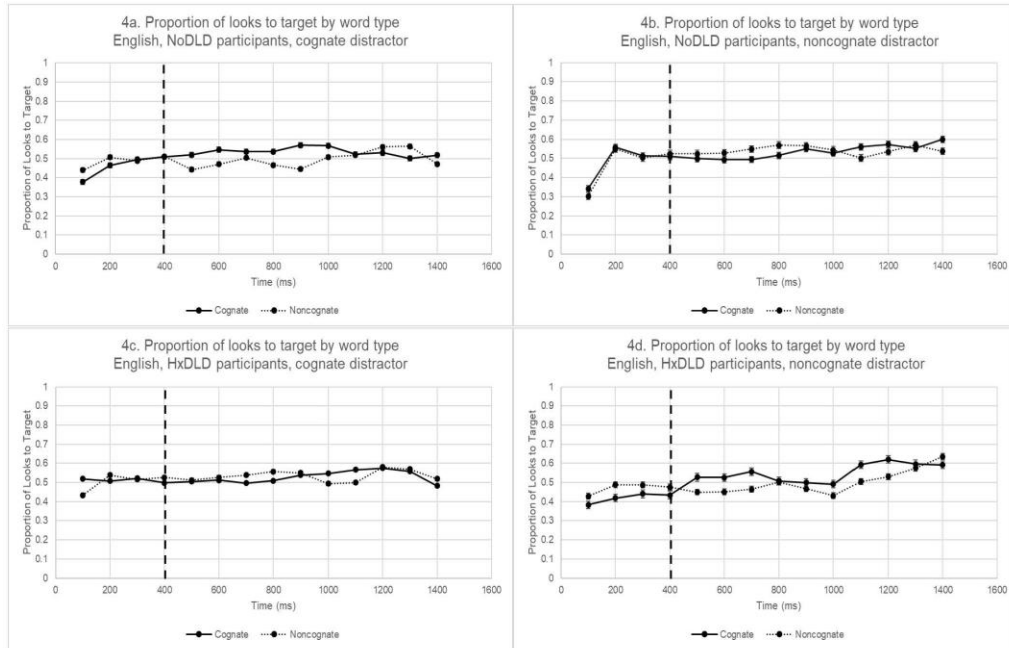 4a. Proportion of looks to target by word type
English, NoDLD participants, cognate distractor
Proportion of Looks to Target
1
0.9
0.8
0.7
0.6
0.5
0.4
0.3
0.2
0.1
0
0 200 400 600 800 1000 1200 1400 1600
Time (ms)
Cognate Noncognate
4b. Proportion of looks to target by word type
English, NoDLD participants, noncognate distractor
Proportion of Looks to Target
1
0.9
0.8
0.7
0.6
0.5
0.4
0.3
0.2
0.1
0
0 200 400 600 800 1000 1200 1400 1600
Time (ms)
Cognate Noncognate
4c. Proportion of looks to target by word type
English, HxDLD participants, cognate distractor
Proportion of Looks to Target
1
0.9
0.8
0.7
0.6
0.5
0.4
0.3
0.2
0.1
0
0 200 400 600 800 1000 1200 1400 1600
Time (ms)
Cognate Noncognate
4d. Proportion of looks to target by word type
English, HxDLD participants, noncognate distractor
Proportion of Looks to Target
1
0.9
0.8
0.7
0.6
0.5
0.4
0.3
0.2
0.1
0
0 200 400 600 800 1000 1200 1400 1600
Time (ms)
Cognate Noncognate